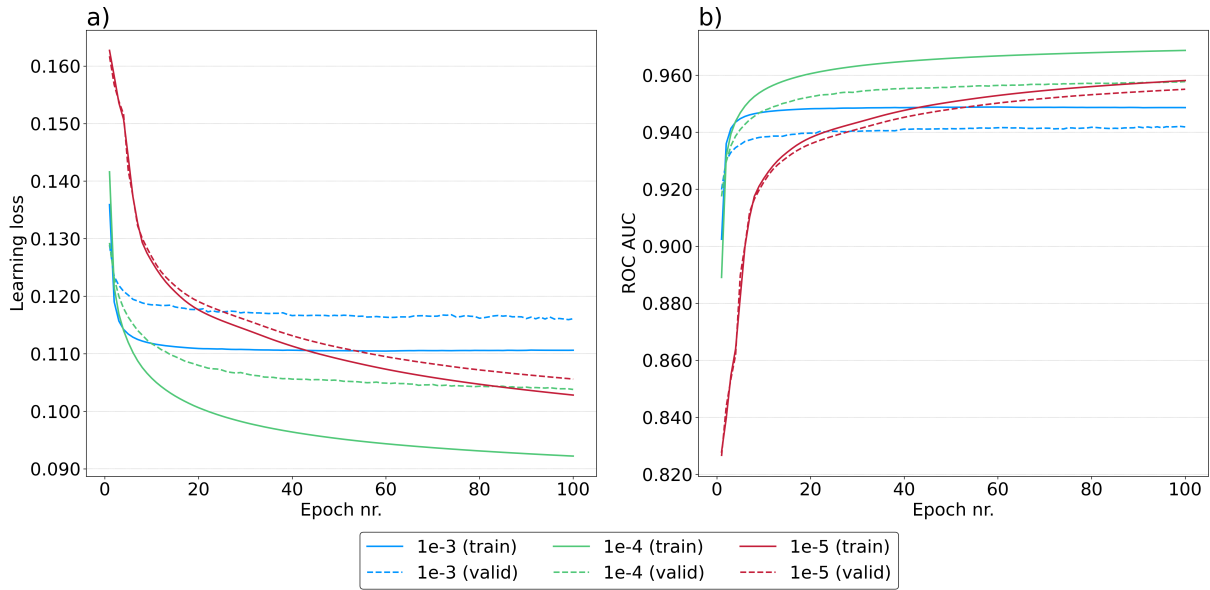 a)
Learning loss
0.160
0.150
0.140
0.130
0.120
0.110
0.100
0.090
0 20 40 60 80 100
Epoch nr.
b)
ROC AUC
0.960
0.940
0.920
0.900
0.880
0.860
0.840
0.820
0 20 40 60 80 100
Epoch nr.
1e-3 (train) 1e-4 (train) 1e-5 (train)
1e-3 (valid) 1e-4 (valid) 1e-5 (valid)